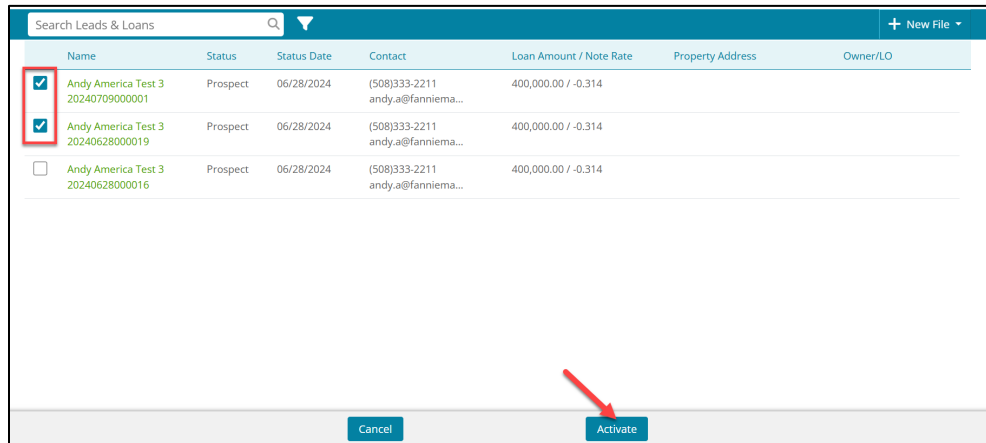 Search Leads & Loans
+ New File
Name Status Status Date Contact Loan Amount / Note Rate Property Address Owner/LO
Andy America Test 3 Prospect 06/28/2024 (508)333-2211 400,000.00 / -0.314
20240709000001 andy.a@fanniema...
Andy America Test 3 Prospect 06/28/2024 (508)333-2211 400,000.00 / -0.314
20240628000019 andy.a@fanniema...
Andy America Test 3 Prospect 06/28/2024 (508)333-2211 400,000.00 / -0.314
20240628000016 andy.a@fanniema...
Cancel Activate